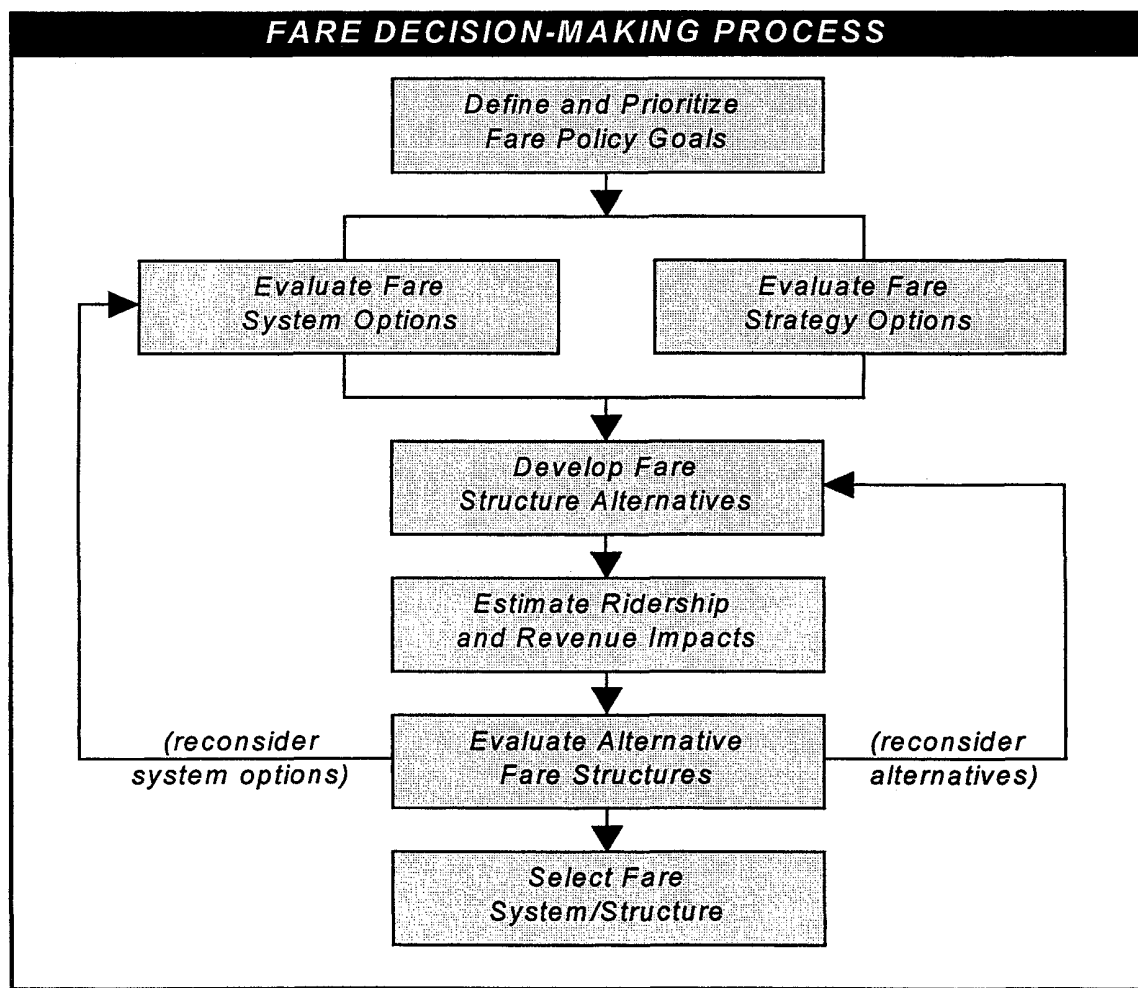 FARE DECISION-MAKING PROCESS
Define and Prioritize
Fare Policy Goals
Evaluate Fare
System Options
Evaluate Fare
Strategy Options
Develop Fare
Structure Alternatives
Estimate Ridership
and Revenue Impacts
(reconsider
system options)
Evaluate Alternative
Fare Structures
(reconsider
alternatives)
Select Fare
System/Structure